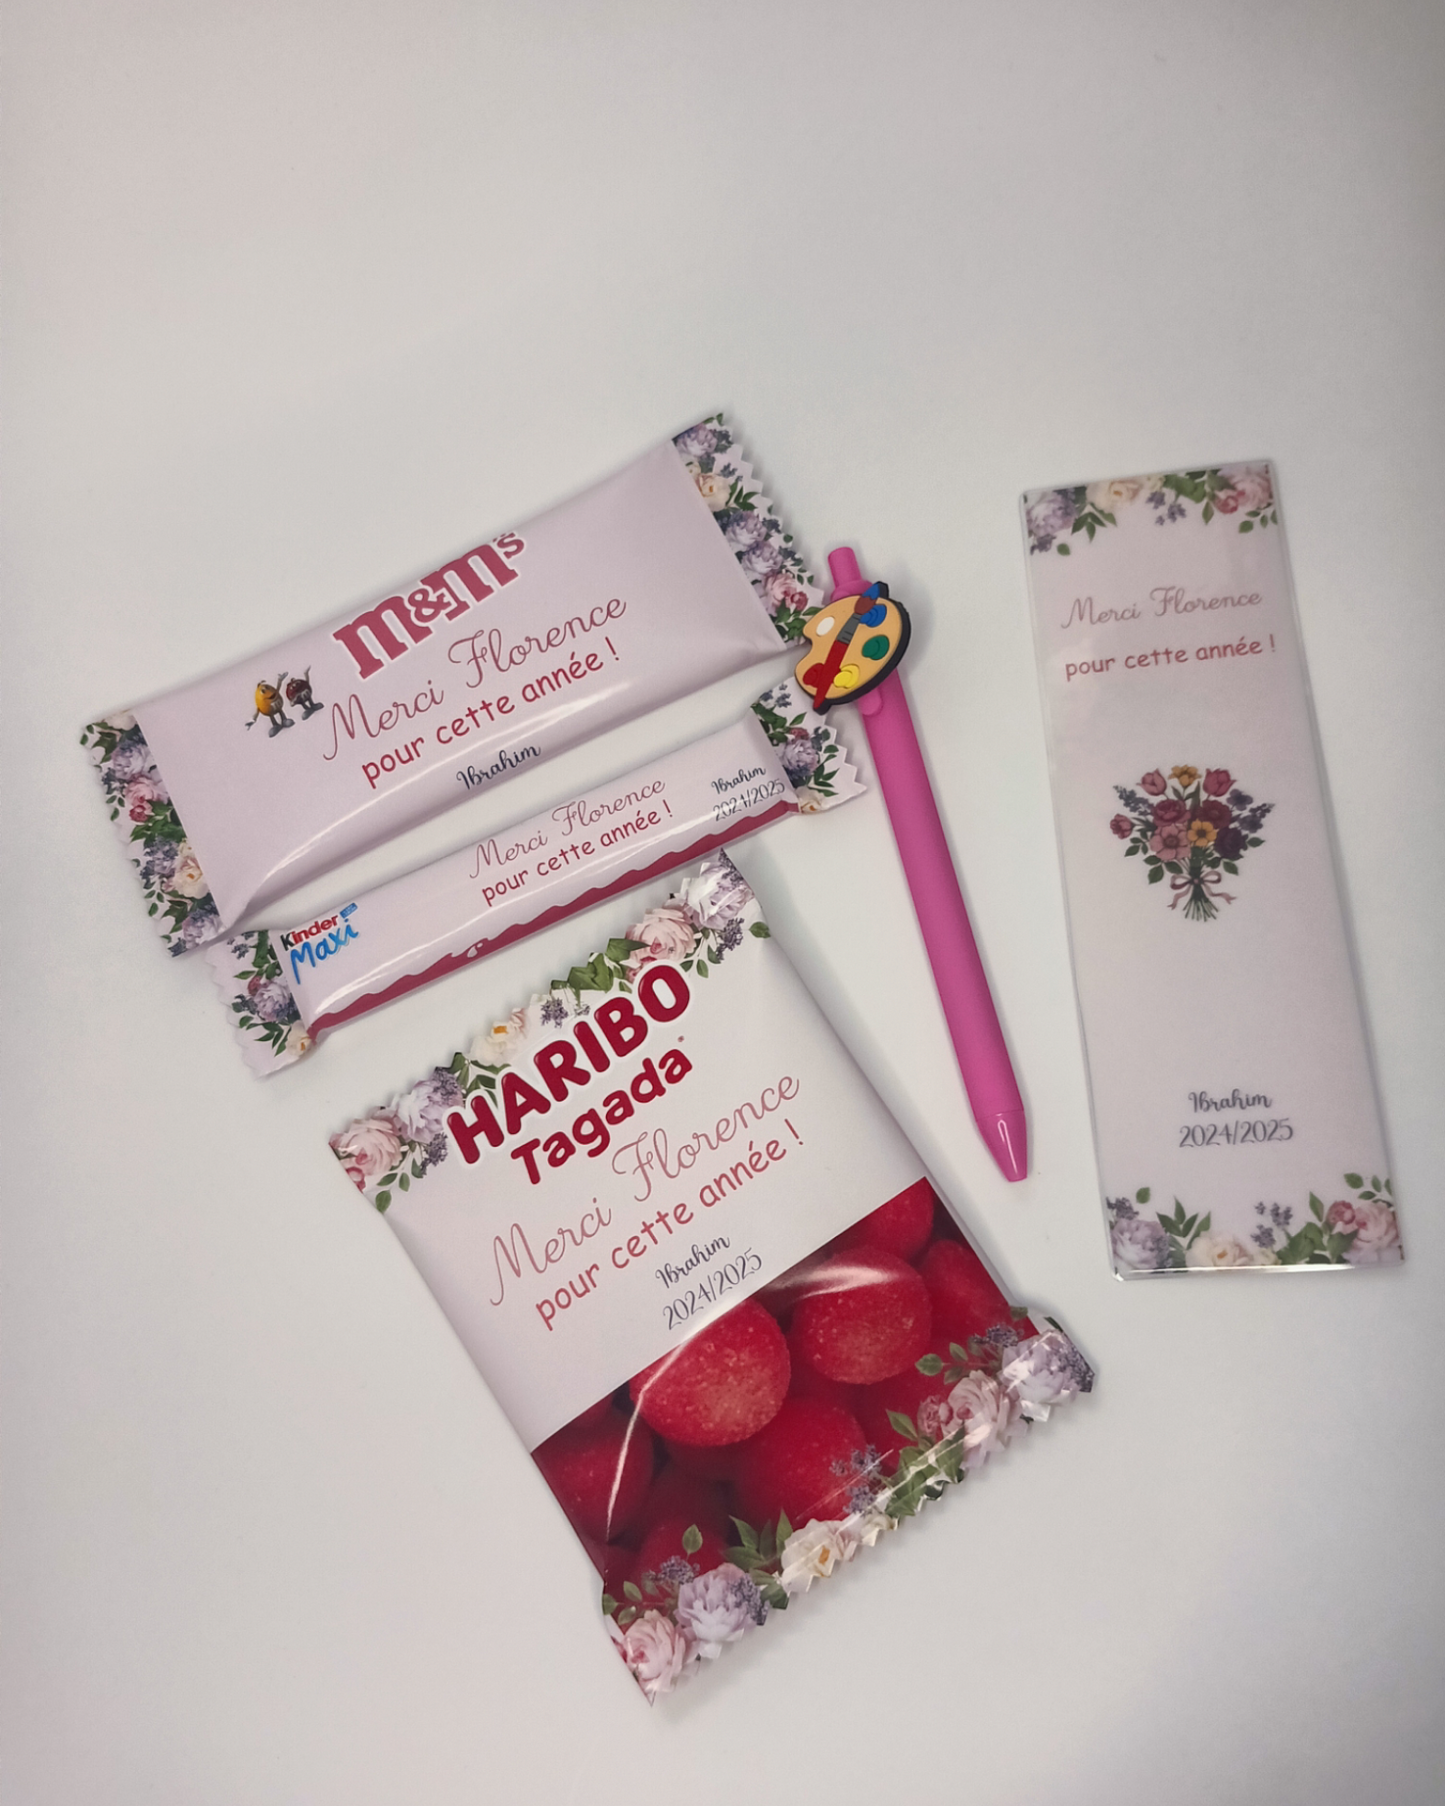 m&m's
Merci Florence
pour cette année !
Ibrahim
Kinder
Maxi
Merci Florence
pour cette année !
Ibrahim
2024/2025
HARIBO
Tagada
Merci Florence
pour cette année !
Ibrahim
2024/2025
Merci Florence
pour cette année !
Ibrahim
2024/2025